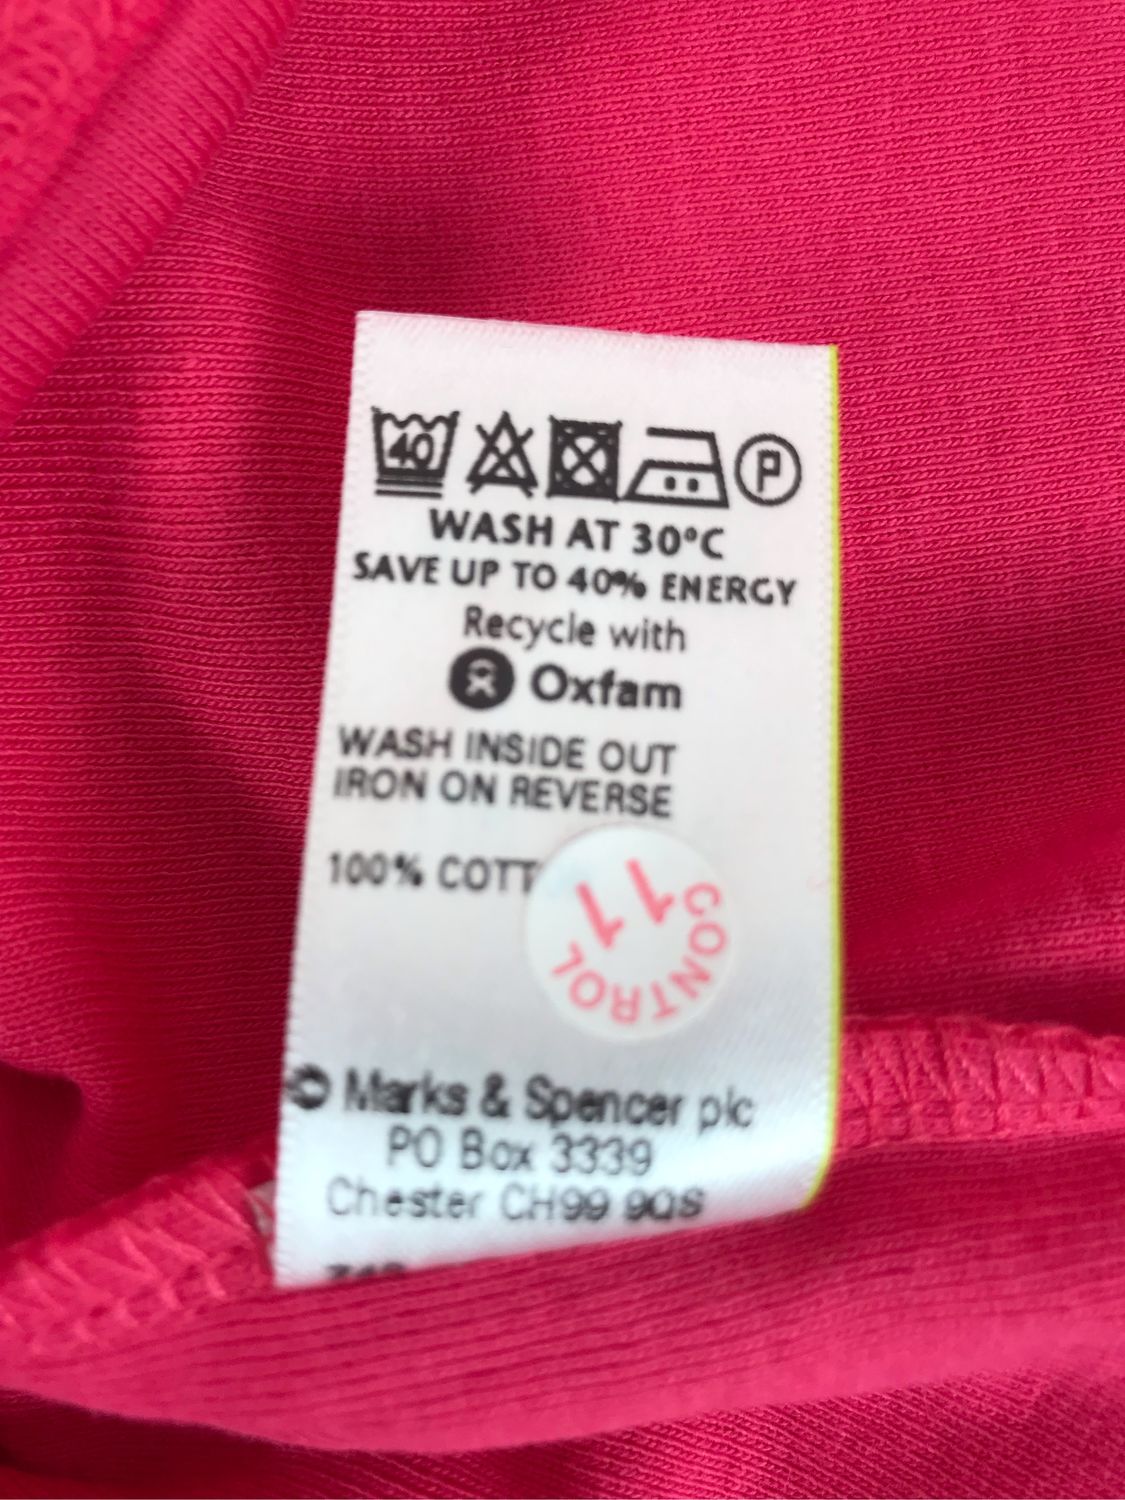 40
P
WASH AT 30°C
SAVE UP TO 40% ENERGY
Recycle with
Oxfam
WASH INSIDE OUT
IRON ON REVERSE
100% COTT
CONTROL
11
© Marks & Spencer plc
PO Box 3339
Chester CH99 9QS